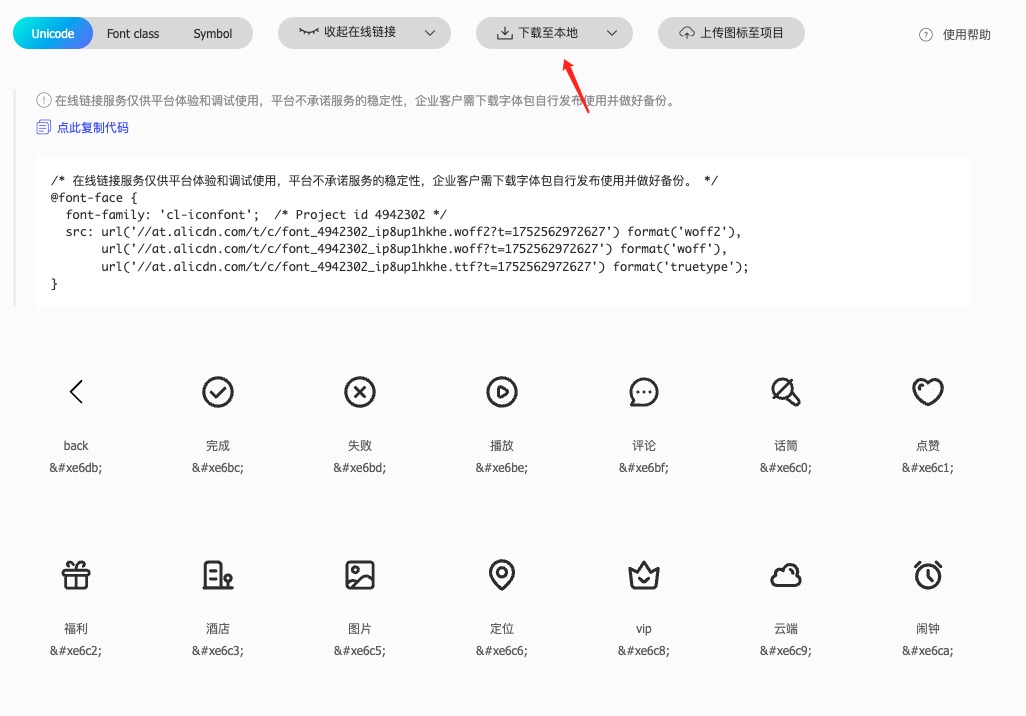 Unicode Font class Symbol 收起在线链接 下载至本地 上传图标至项目 使用帮助
在线链接服务仅供平台体验和调试使用，平台不承诺服务的稳定性，企业客户需下载字体包自行发布使用并做好备份。
点此复制代码
/* 在线链接服务仅供平台体验和调试使用，平台不承诺服务的稳定性，企业客户需下载字体包自行发布使用并做好备份。 */
@font-face {
  font-family: 'cl-iconfont';  /* Project id 4942302 */
  src: url('//at.alicdn.com/t/c/font_4942302_ip8up1hkhe.woff2?t=1752562972627') format('woff2'),
       url('//at.alicdn.com/t/c/font_4942302_ip8up1hkhe.woff?t=1752562972627') format('woff'),
       url('//at.alicdn.com/t/c/font_4942302_ip8up1hkhe.ttf?t=1752562972627') format('truetype');
}
back 完成 失败 播放 评论 话筒 点赞
&#xe6db; &#xe6bc; &#xe6bd; &#xe6be; &#xe6bf; &#xe6c0; &#xe6c1;
福利 酒店 图片 定位 vip 云端 闹钟
&#xe6c2; &#xe6c3; &#xe6c5; &#xe6c6; &#xe6c8; &#xe6c9; &#xe6ca;